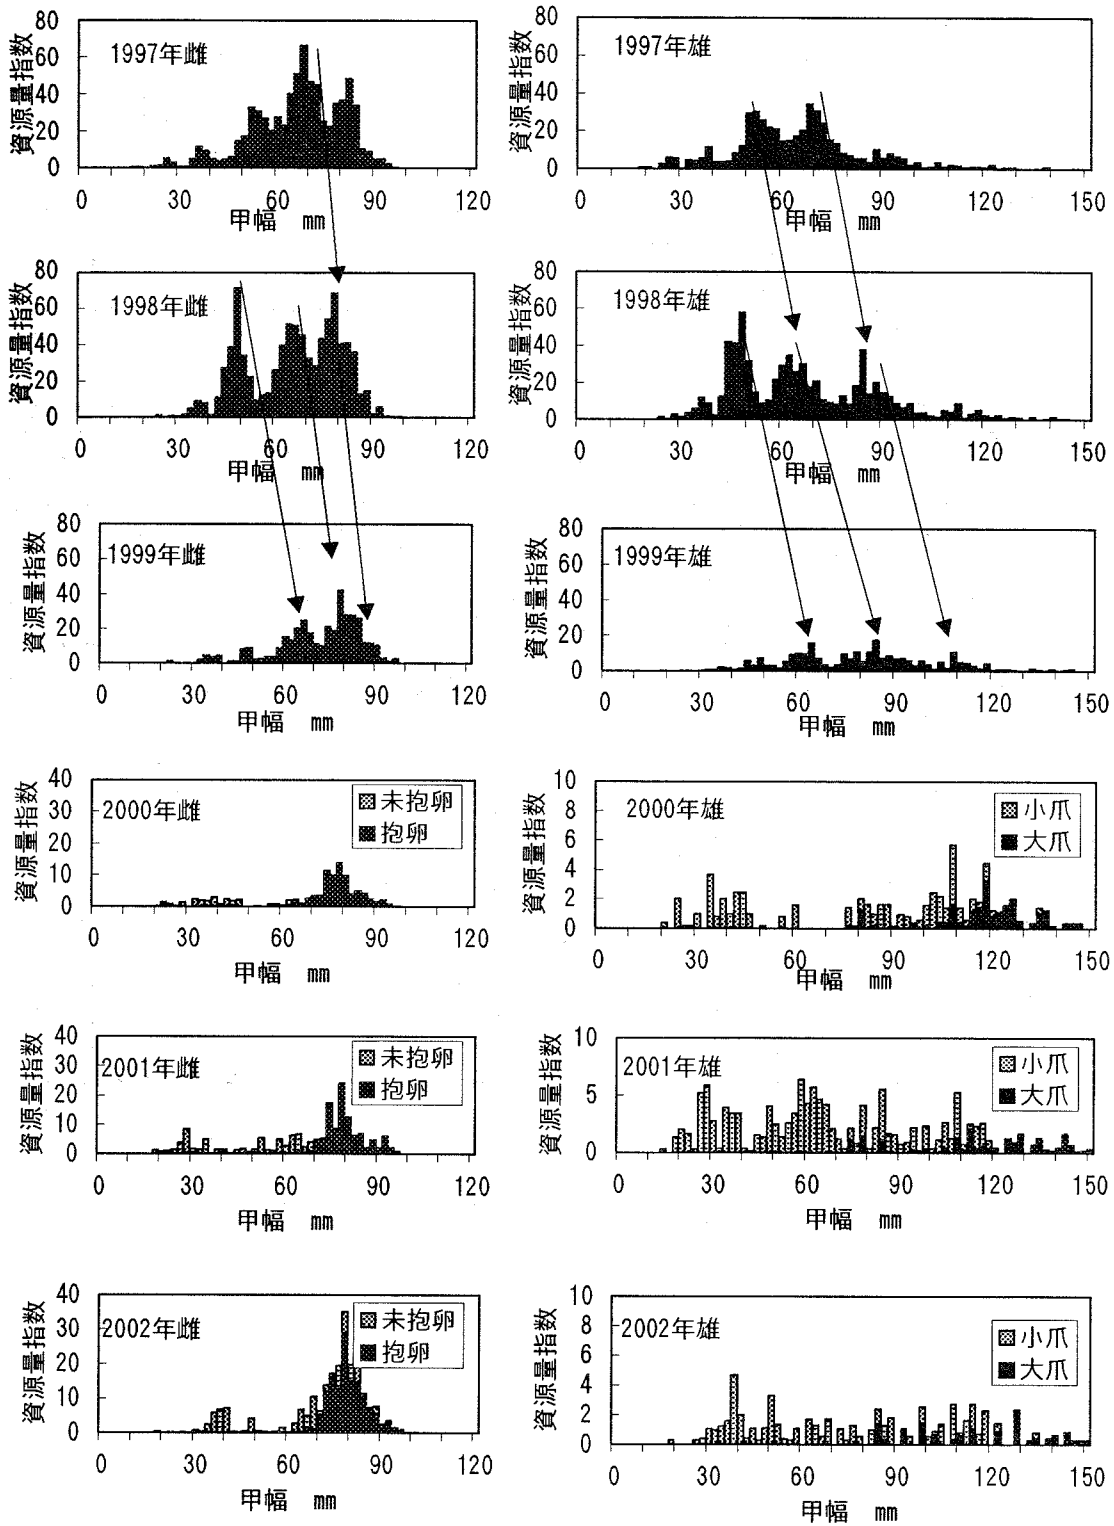 資源量指数
80
60
40
20
0
1997年雌
0 30 60 90 120
甲幅 mm
資源量指数
80
60
40
20
0
1997年雄
0 30 60 90 120 150
甲幅 mm
資源量指数
80
60
40
20
0
1998年雌
0 30 60 90 120
甲幅 mm
資源量指数
80
60
40
20
0
1998年雄
0 30 60 90 120 150
甲幅 mm
資源量指数
80
60
40
20
0
1999年雌
0 30 60 90 120
甲幅 mm
資源量指数
80
60
40
20
0
1999年雄
0 30 60 90 120 150
甲幅 mm
資源量指数
40
30
20
10
0
2000年雌
未抱卵
抱卵
0 30 60 90 120
甲幅 mm
資源量指数
10
8
6
4
2
0
2000年雄
小爪
大爪
0 30 60 90 120 150
甲幅 mm
資源量指数
40
30
20
10
0
2001年雌
未抱卵
抱卵
0 30 60 90 120
甲幅 mm
資源量指数
10
5
0
2001年雄
小爪
大爪
0 30 60 90 120 150
甲幅 mm
資源量指数
40
30
20
10
0
2002年雌
未抱卵
抱卵
0 30 60 90 120
甲幅 mm
資源量指数
10
8
6
4
2
0
2002年雄
小爪
大爪
0 30 60 90 120 150
甲幅 mm